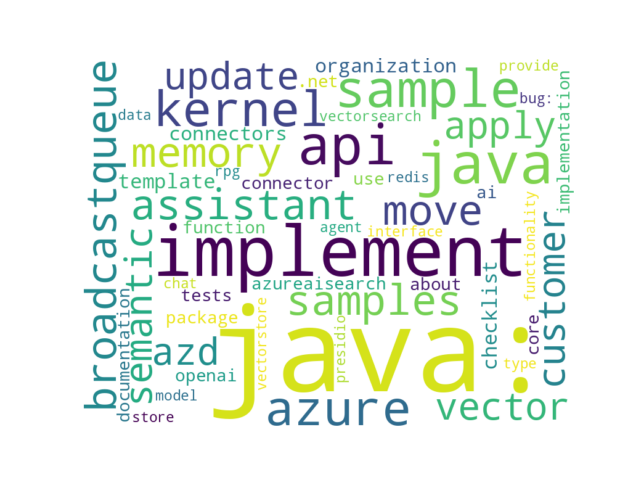 organization
provide
update
.net
sample
bug:
data
kernel
vectorsearch
apply
connectors
api
memory
java
implementation
broadcastqueue
template
rpg
connector
use
redis
ai
assistant
move
function
agent
interface
implement
semantic
functionality
customer
chat
azureaisearch
about
tests
samples
checklist
documentation
package
vectorstore
java:
presidio
core
azd
type
openai
model
azure
vector
store